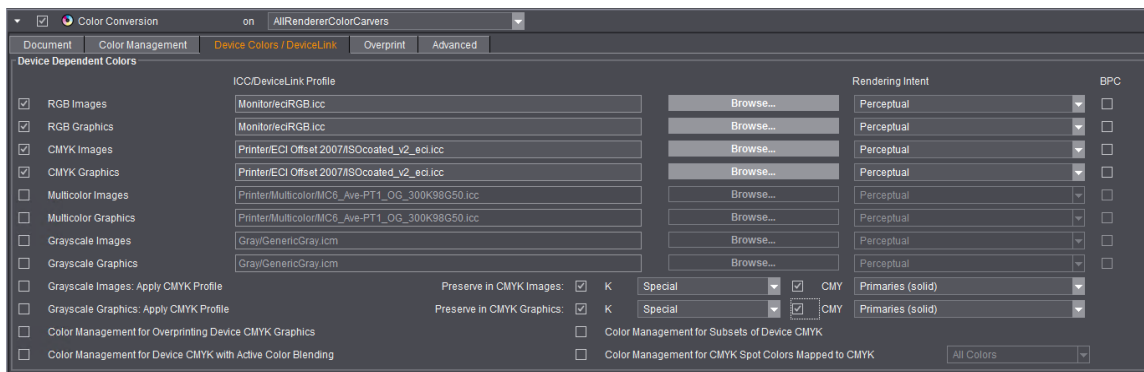 Color Conversion on AllRendererColorCarvers
Document Color Management Device Colors / DeviceLink Overprint Advanced
Device Dependent Colors
ICC/DeviceLink Profile Rendering Intent BPC
RGB Images Monitor/eciRGB.icc Browse... Perceptual
RGB Graphics Monitor/eciRGB.icc Browse... Perceptual
CMYK Images Printer/ECI Offset 2007/ISOcoated_v2_eci.icc Browse... Perceptual
CMYK Graphics Printer/ECI Offset 2007/ISOcoated_v2_eci.icc Browse... Perceptual
Multicolor Images Printer/Multicolor/MC6_Ave-PT1_OG_300K98G50.icc Browse... Perceptual
Multicolor Graphics Printer/Multicolor/MC6_Ave-PT1_OG_300K98G50.icc Browse... Perceptual
Grayscale Images Gray/GenericGray.icm Browse... Perceptual
Grayscale Graphics Gray/GenericGray.icm Browse... Perceptual
Grayscale Images: Apply CMYK Profile Preserve in CMYK Images: K Special CMY Primaries (solid)
Grayscale Graphics: Apply CMYK Profile Preserve in CMYK Graphics: K Special CMY Primaries (solid)
Color Management for Overprinting Device CMYK Graphics Color Management for Subsets of Device CMYK
Color Management for Device CMYK with Active Color Blending Color Management for CMYK Spot Colors Mapped to CMYK All Colors